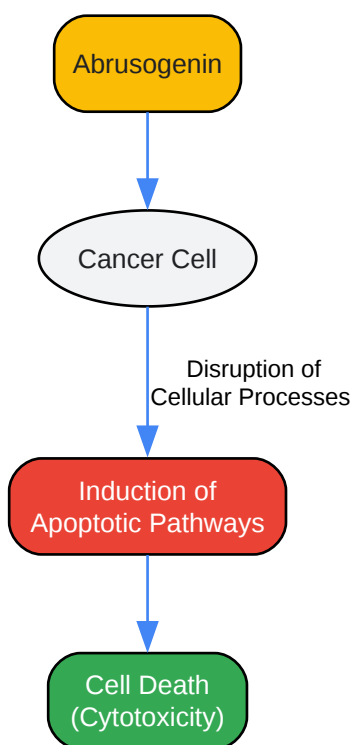 Abrusogenin
Cancer Cell
Disruption of
Cellular Processes
Induction of
Apoptotic Pathways
Cell Death
(Cytotoxicity)